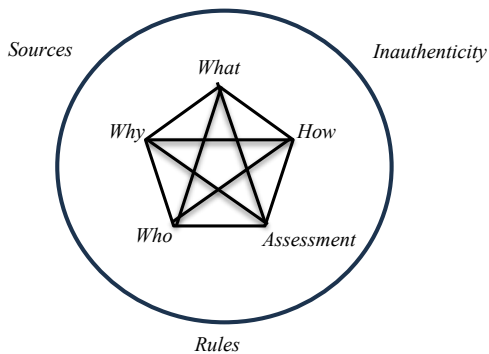 Sources
Inauthenticity
What
Why
How
Who
Assessment
Rules